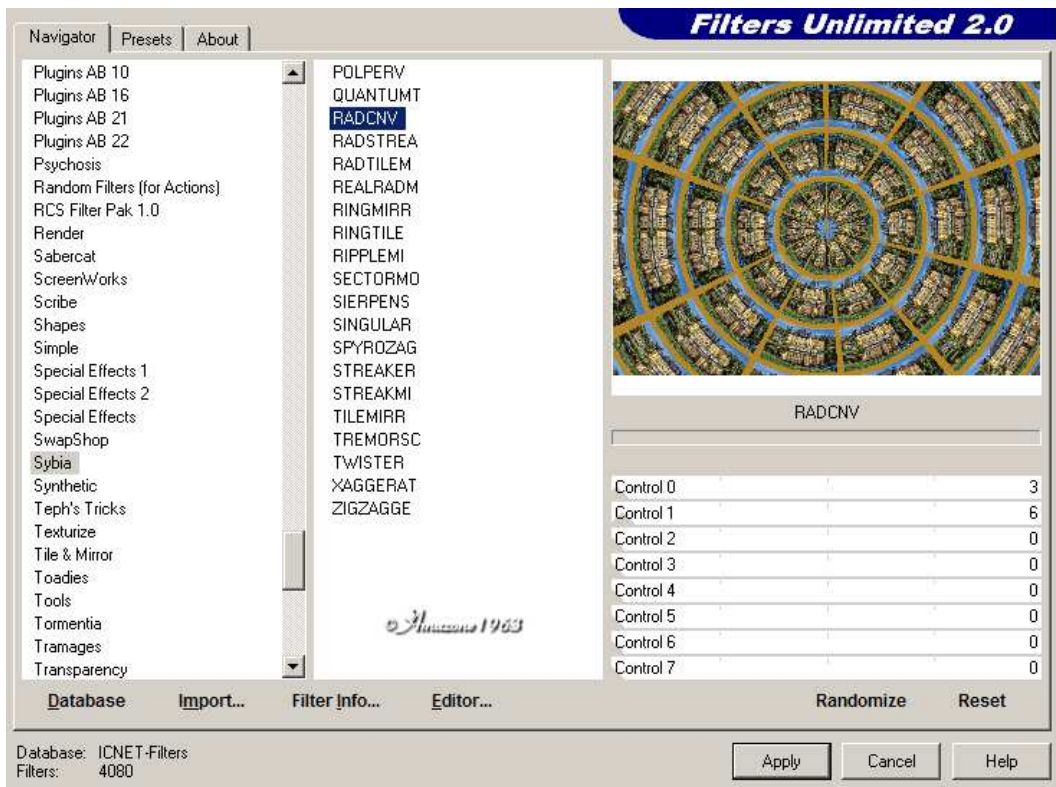 Filters Unlimited 2.0
Navigator Presets About
Plugins AB 10
Plugins AB 16
Plugins AB 21
Plugins AB 22
Psychosis
Random Filters (for Actions)
RCS Filter Pak 1.0
Render
Sabercat
ScreenWorks
Scribe
Shapes
Simple
Special Effects 1
Special Effects 2
Special Effects
SwapShop
Sybia
Synthetic
Teph's Tricks
Texturize
Tile & Mirror
Toadies
Tools
Tormentia
Tramages
Transparency
POLPERV
QUANTUMT
RADCNV
RADSTREA
RADTILEM
REALRADM
RINGMIRR
RINGTILE
RIPPLEMI
SECTORMO
SIERPENS
SINGULAR
SPYROZAG
STREAKER
STREAKMI
TILEMIRR
TREMORSC
TWISTER
XAGGERAT
ZIGZAGGE
© Amazone1963
RADCNV
Control 0 3
Control 1 6
Control 2 0
Control 3 0
Control 4 0
Control 5 0
Control 6 0
Control 7 0
Database Import... Filter Info... Editor... Randomize Reset
Database: ICNET-Filters
Filters: 4080
Apply Cancel Help